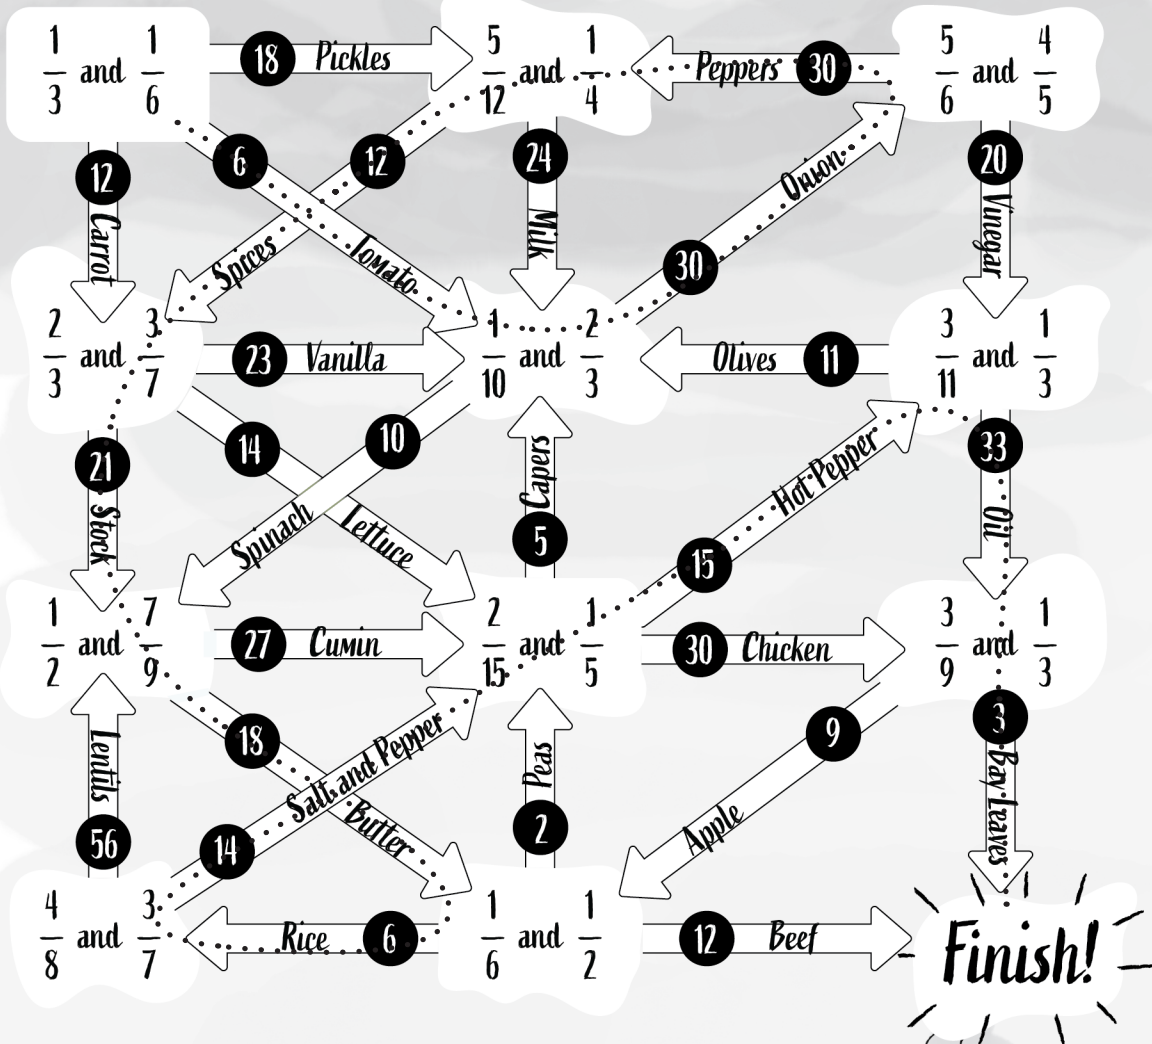 1/3 and 1/6
18 Pickles
5/12 and 1/4
Peppers 30
5/6 and 4/5
12 Carrot
6 Tomato
12 Spices
24 Milk
30 Onion
20 Vinegar
2/3 and 3/7
23 Vanilla
1/10 and 2/3
Olives 11
3/11 and 1/3
21 Stock
14 Lettuce
10 Spinach
5 Capers
15 Hot Pepper
33 Oil
1/2 and 7/9
27 Cumin
2/15 and 1/5
30 Chicken
3/9 and 1/3
56 Lentils
18 Butter
14 Salt and Pepper
2 Peas
9 Apple
3 Bay Leaves
4/8 and 3/7
Rice 6
1/6 and 1/2
12 Beef
Finish!